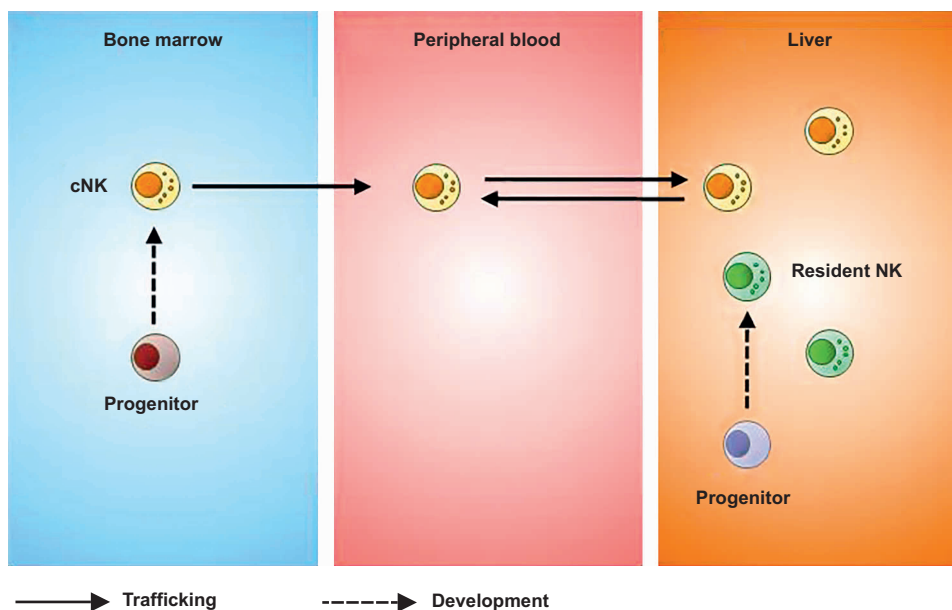 Bone marrow
Peripheral blood
Liver
cNK
Resident NK
Progenitor
Progenitor
Trafficking
Development